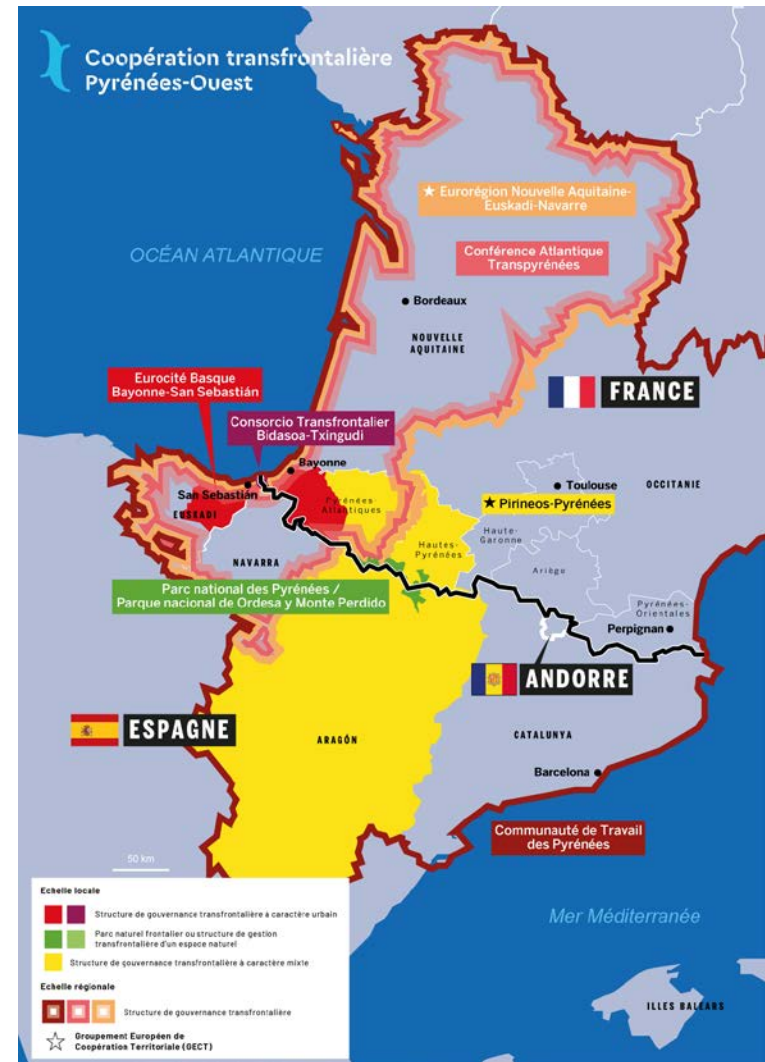 Coopération transfrontalière
Pyrénées-Ouest
★ Eurorégion Nouvelle Aquitaine-
Euskadi-Navarre
OCÉAN ATLANTIQUE
Conférence Atlantique
Transpyrénées
Bordeaux
NOUVELLE
AQUITAINE
Eurocité Basque
Bayonne-San Sebastián
FRANCE
Consorcio Transfrontalier
Bidasoa-Txingudi
Bayonne
San Sebastián
Toulouse
OCCITANIE
EUSKADI
Pyrénées-
Atlantiques
★ Pirineos-Pyrénées
Hautes-
Pyrénées
Haute-
Garonne
NAVARRA
Ariège
Parc national des Pyrénées /
Parque nacional de Ordesa y Monte Perdido
Pyrénées-
Orientales
Perpignan
ANDORRE
ESPAGNE
ARAGÓN
CATALUNYA
Barcelona
Communauté de Travail
des Pyrénées
50 km
Echelle locale
Structure de gouvernance transfrontalière à caractère urbain
Parc naturel frontalier ou structure de gestion
transfrontalière d'un espace naturel
Structure de gouvernance transfrontalière à caractère mixte
Echelle régionale
Structure de gouvernance transfrontalière
Groupement Européen de
Coopération Territoriale (GECT)
Mer Méditerranée
ILLES BALEARS